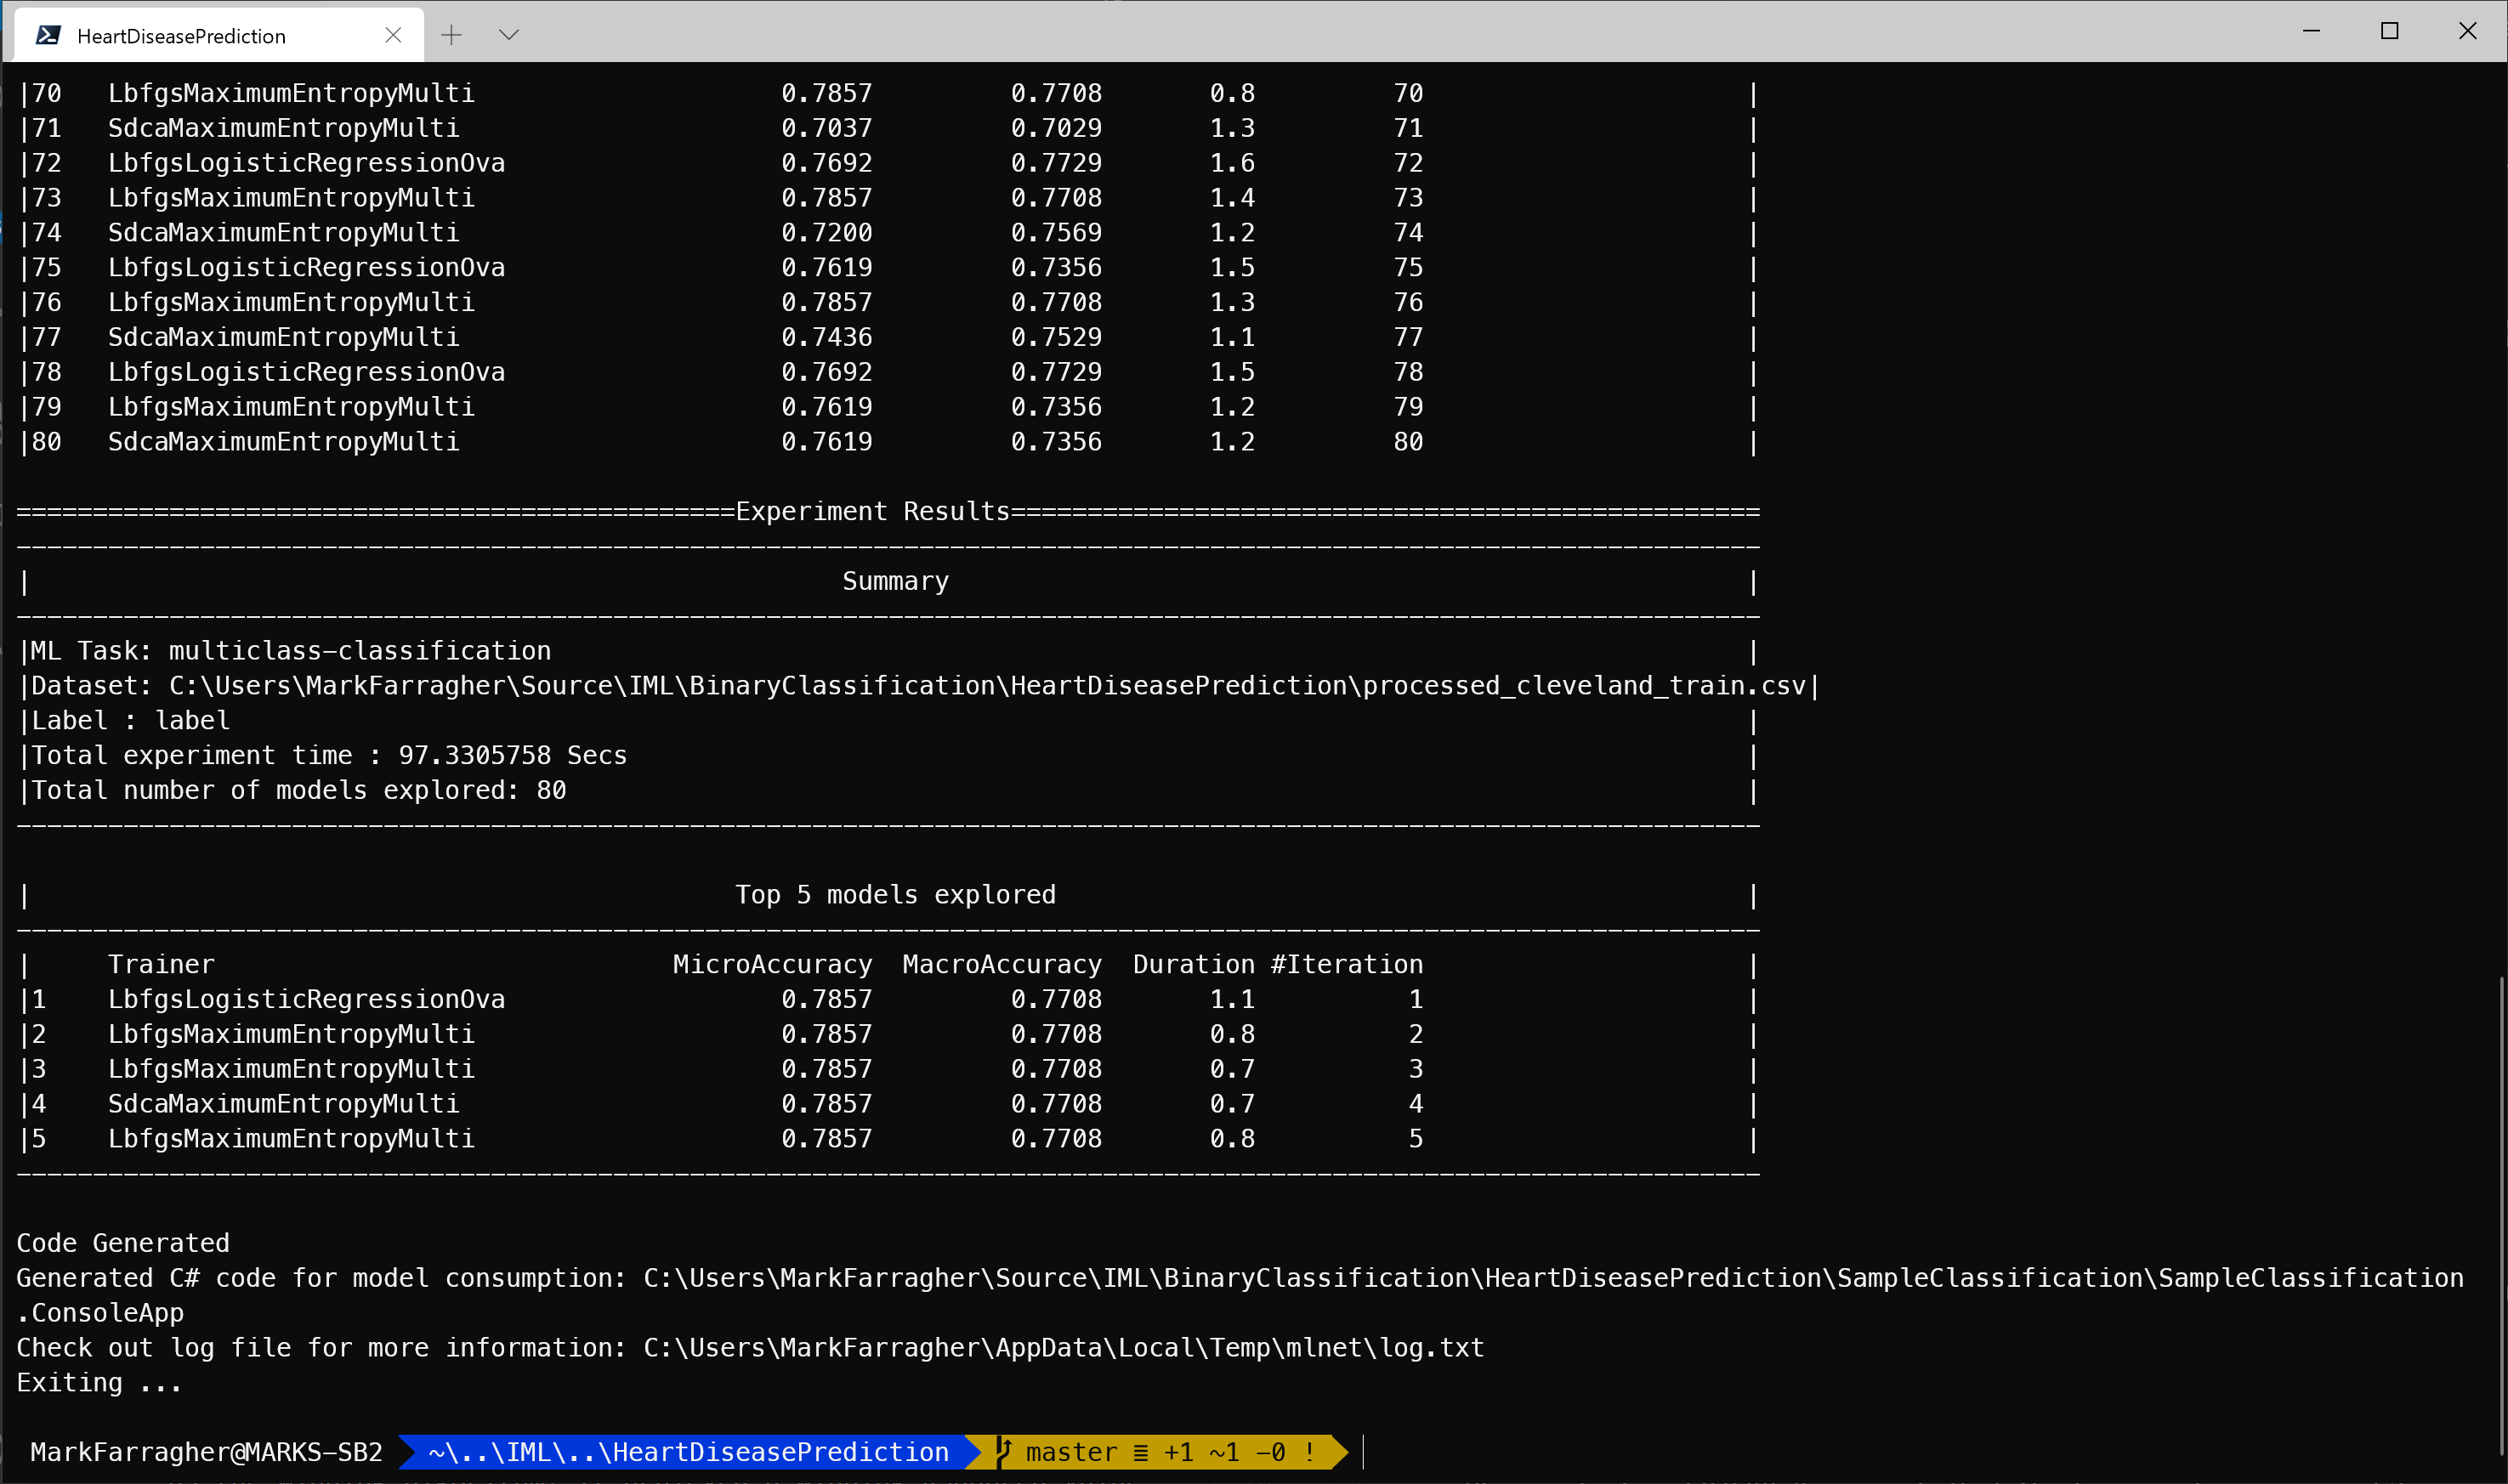 HeartDiseasePrediction
|70 LbfgsMaximumEntropyMulti 0.7857 0.7708 0.8 70 |
|71 SdcaMaximumEntropyMulti 0.7037 0.7029 1.3 71 |
|72 LbfgsLogisticRegressionOva 0.7692 0.7729 1.6 72 |
|73 LbfgsMaximumEntropyMulti 0.7857 0.7708 1.4 73 |
|74 SdcaMaximumEntropyMulti 0.7200 0.7569 1.2 74 |
|75 LbfgsLogisticRegressionOva 0.7619 0.7356 1.5 75 |
|76 LbfgsMaximumEntropyMulti 0.7857 0.7708 1.3 76 |
|77 SdcaMaximumEntropyMulti 0.7436 0.7529 1.1 77 |
|78 LbfgsLogisticRegressionOva 0.7692 0.7729 1.5 78 |
|79 LbfgsMaximumEntropyMulti 0.7619 0.7356 1.2 79 |
|80 SdcaMaximumEntropyMulti 0.7619 0.7356 1.2 80 |
===============================================Experiment Results=================================================
------------------------------------------------------------------------------------------------------------------
| Summary |
------------------------------------------------------------------------------------------------------------------
|ML Task: multiclass-classification |
|Dataset: C:\Users\MarkFarragher\Source\IML\BinaryClassification\HeartDiseasePrediction\processed_cleveland_train.csv|
|Label : label |
|Total experiment time : 97.3305758 Secs |
|Total number of models explored: 80 |
------------------------------------------------------------------------------------------------------------------
| Top 5 models explored |
------------------------------------------------------------------------------------------------------------------
| Trainer MicroAccuracy MacroAccuracy Duration #Iteration |
|1 LbfgsLogisticRegressionOva 0.7857 0.7708 1.1 1 |
|2 LbfgsMaximumEntropyMulti 0.7857 0.7708 0.8 2 |
|3 LbfgsMaximumEntropyMulti 0.7857 0.7708 0.7 3 |
|4 SdcaMaximumEntropyMulti 0.7857 0.7708 0.7 4 |
|5 LbfgsMaximumEntropyMulti 0.7857 0.7708 0.8 5 |
------------------------------------------------------------------------------------------------------------------
Code Generated
Generated C# code for model consumption: C:\Users\MarkFarragher\Source\IML\BinaryClassification\HeartDiseasePrediction\SampleClassification\SampleClassification
.ConsoleApp
Check out log file for more information: C:\Users\MarkFarragher\AppData\Local\Temp\mlnet\log.txt
Exiting ...
MarkFarragher@MARKS-SB2 ~\..\IML\..\HeartDiseasePrediction master ≡ +1 ~1 -0 !